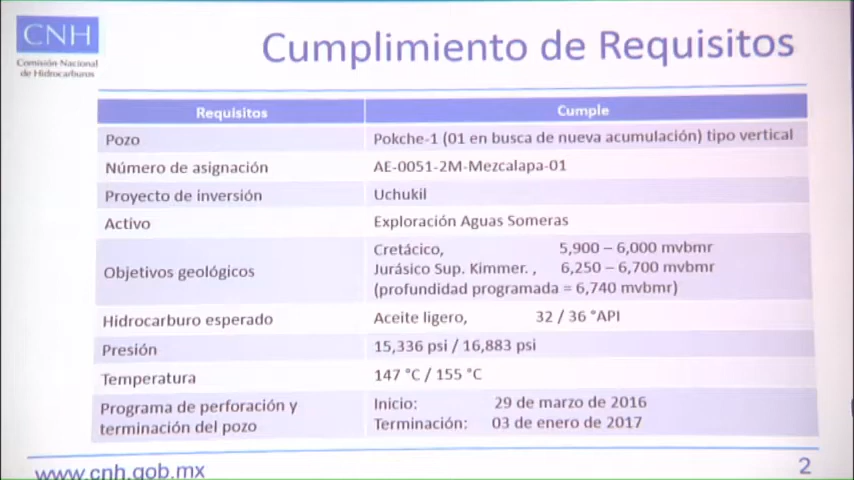 CNH
Comisión Nacional
de Hidrocarburos
Cumplimiento de Requisitos
Requisitos Cumple
Pozo Pokche-1 (01 en busca de nueva acumulación) tipo vertical
Número de asignación AE-0051-2M-Mezcalapa-01
Proyecto de inversión Uchukil
Activo Exploración Aguas Someras
Objetivos geológicos
Cretácico, 5,900 – 6,000 mvbmr
Jurásico Sup. Kimmer. , 6,250 – 6,700 mvbmr
(profundidad programada = 6,740 mvbmr)
Hidrocarburo esperado Aceite ligero, 32 / 36 °API
Presión 15,336 psi / 16,883 psi
Temperatura 147 °C / 155 °C
Programa de perforación y
terminación del pozo
Inicio: 29 de marzo de 2016
Terminación: 03 de enero de 2017
www.cnh.gob.mx 2